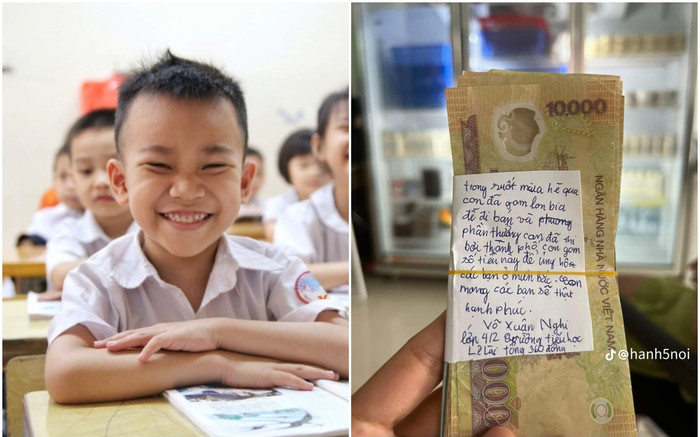 10.000
NGÂN HÀNG NHÀ NƯỚC VIỆT NAM
trong suốt mùa hè qua
con đã gom lon bia
để đi bán và phương
phần thưởng con đã thi
bơi thành phố. Con gom
số tiền này để ủng hộ
các bạn ở miền bắc. Con
mong các bạn sẽ thật
hạnh phúc.
Võ Xuân Nghi
lớp 4/2 trường tiểu học
Lê Lai tổng 360 đồng
@hanh5noi